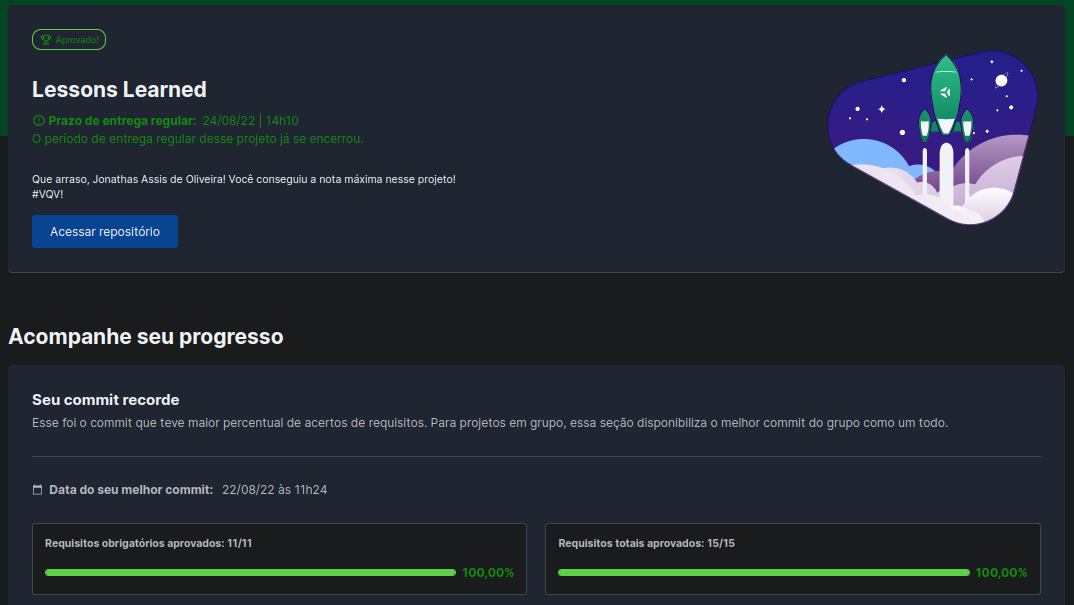 Aprovado!
Lessons Learned
Prazo de entrega regular: 24/08/22 | 14h10
O período de entrega regular desse projeto já se encerrou.
Que arraso, Jonathas Assis de Oliveira! Você conseguiu a nota máxima nesse projeto!
#VQV!
Acessar repositório
Acompanhe seu progresso
Seu commit recorde
Esse foi o commit que teve maior percentual de acertos de requisitos. Para projetos em grupo, essa seção disponibiliza o melhor commit do grupo como um todo.
Data do seu melhor commit: 22/08/22 às 11h24
Requisitos obrigatórios aprovados: 11/11
100,00%
Requisitos totais aprovados: 15/15
100,00%